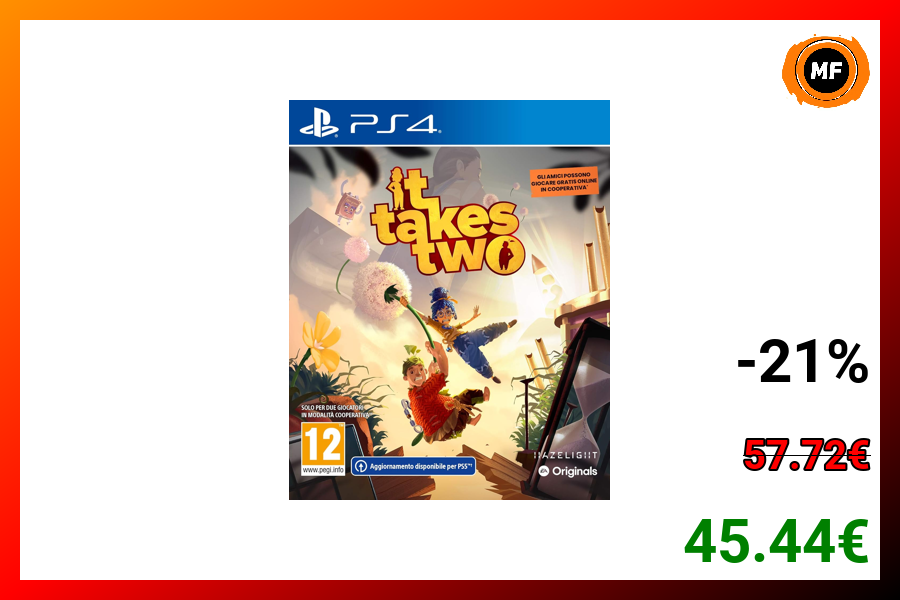 MF
PS4
GLI AMICI POSSONO
GIOCARE GRATIS ONLINE
IN COOPERATIVA*
it
takes
two
-21%
57.72€
SOLO PER DUE GIOCATORI
IN MODALITÀ COOPERATIVA
12
www.pegi.info
Aggiornamento disponibile per PS5™*
HAZELIGHT
EA Originals
45.44€